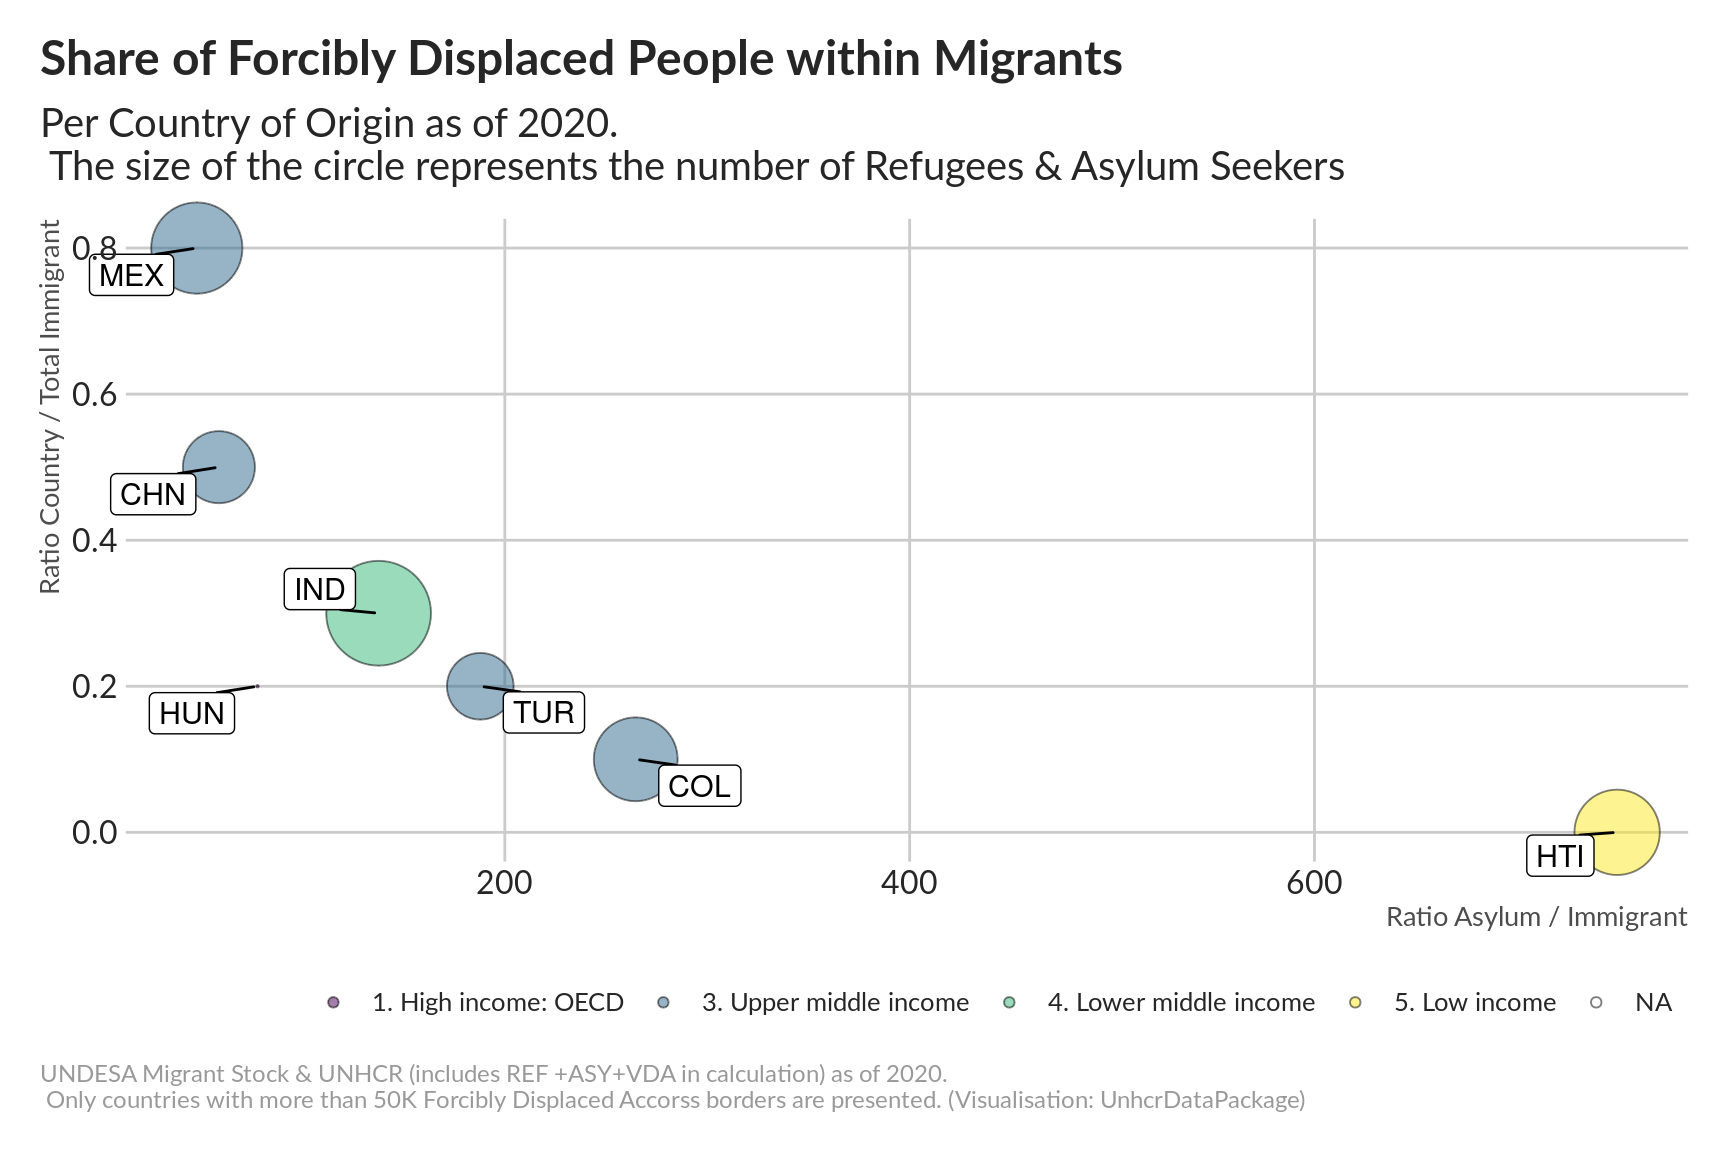 Share of Forcibly Displaced People within Migrants
Per Country of Origin as of 2020.
The size of the circle represents the number of Refugees & Asylum Seekers
Ratio Country / Total Immigrant
0.8
MEX
0.6
CHN
0.4
IND
0.2
HUN
TUR
COL
0.0
HTI
200
400
600
Ratio Asylum / Immigrant
1. High income: OECD
3. Upper middle income
4. Lower middle income
5. Low income
NA
UNDESA Migrant Stock & UNHCR (includes REF +ASY+VDA in calculation) as of 2020.
Only countries with more than 50K Forcibly Displaced Accorss borders are presented. (Visualisation: UnhcrDataPackage)